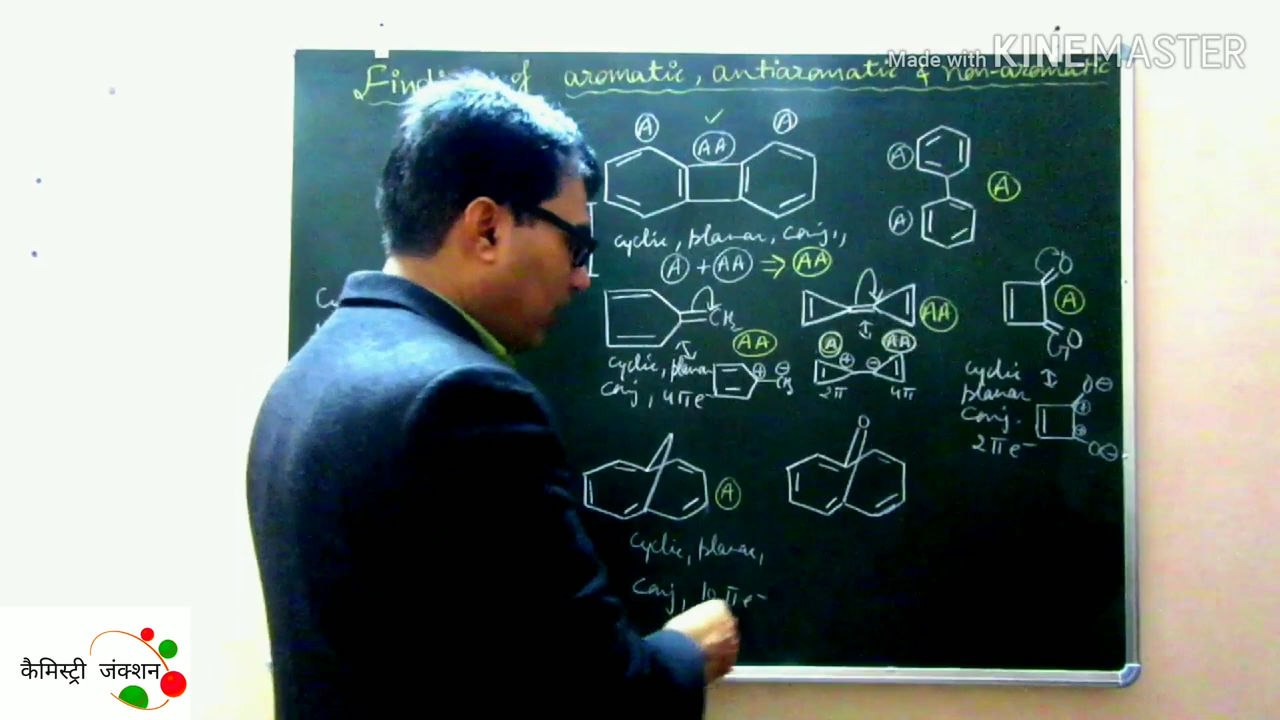 Made with KINEMASTER
Finding of aromatic, antiaromatic & non-aromatic
A AA A
cyclic, planar, conj.,
A + AA ⇒ AA
A
A
A
CH2
AA
cyclic, planar
conj, 4πe⁻
⊕ ⊖
AA
A AA
⊕ ⊖
2π 4π
O
A
O
cyclic
planar
conj.
2πe⁻
O⊖
⊕
⊕
O⊖
A
cyclic, planar,
conj, 10πe⁻
O
कैमिस्ट्री जंक्शन